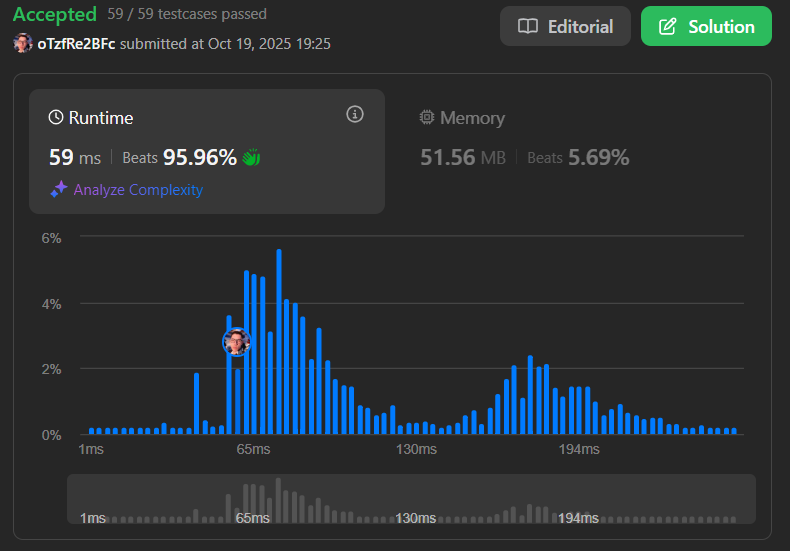 Accepted 59 / 59 testcases passed
Editorial
Solution
oTzfRe2BFc submitted at Oct 19, 2025 19:25
Runtime
59 ms | Beats 95.96%
Analyze Complexity
Memory
51.56 MB | Beats 5.69%
6%
4%
2%
0%
1ms 65ms 130ms 194ms
1ms 65ms 130ms 194ms